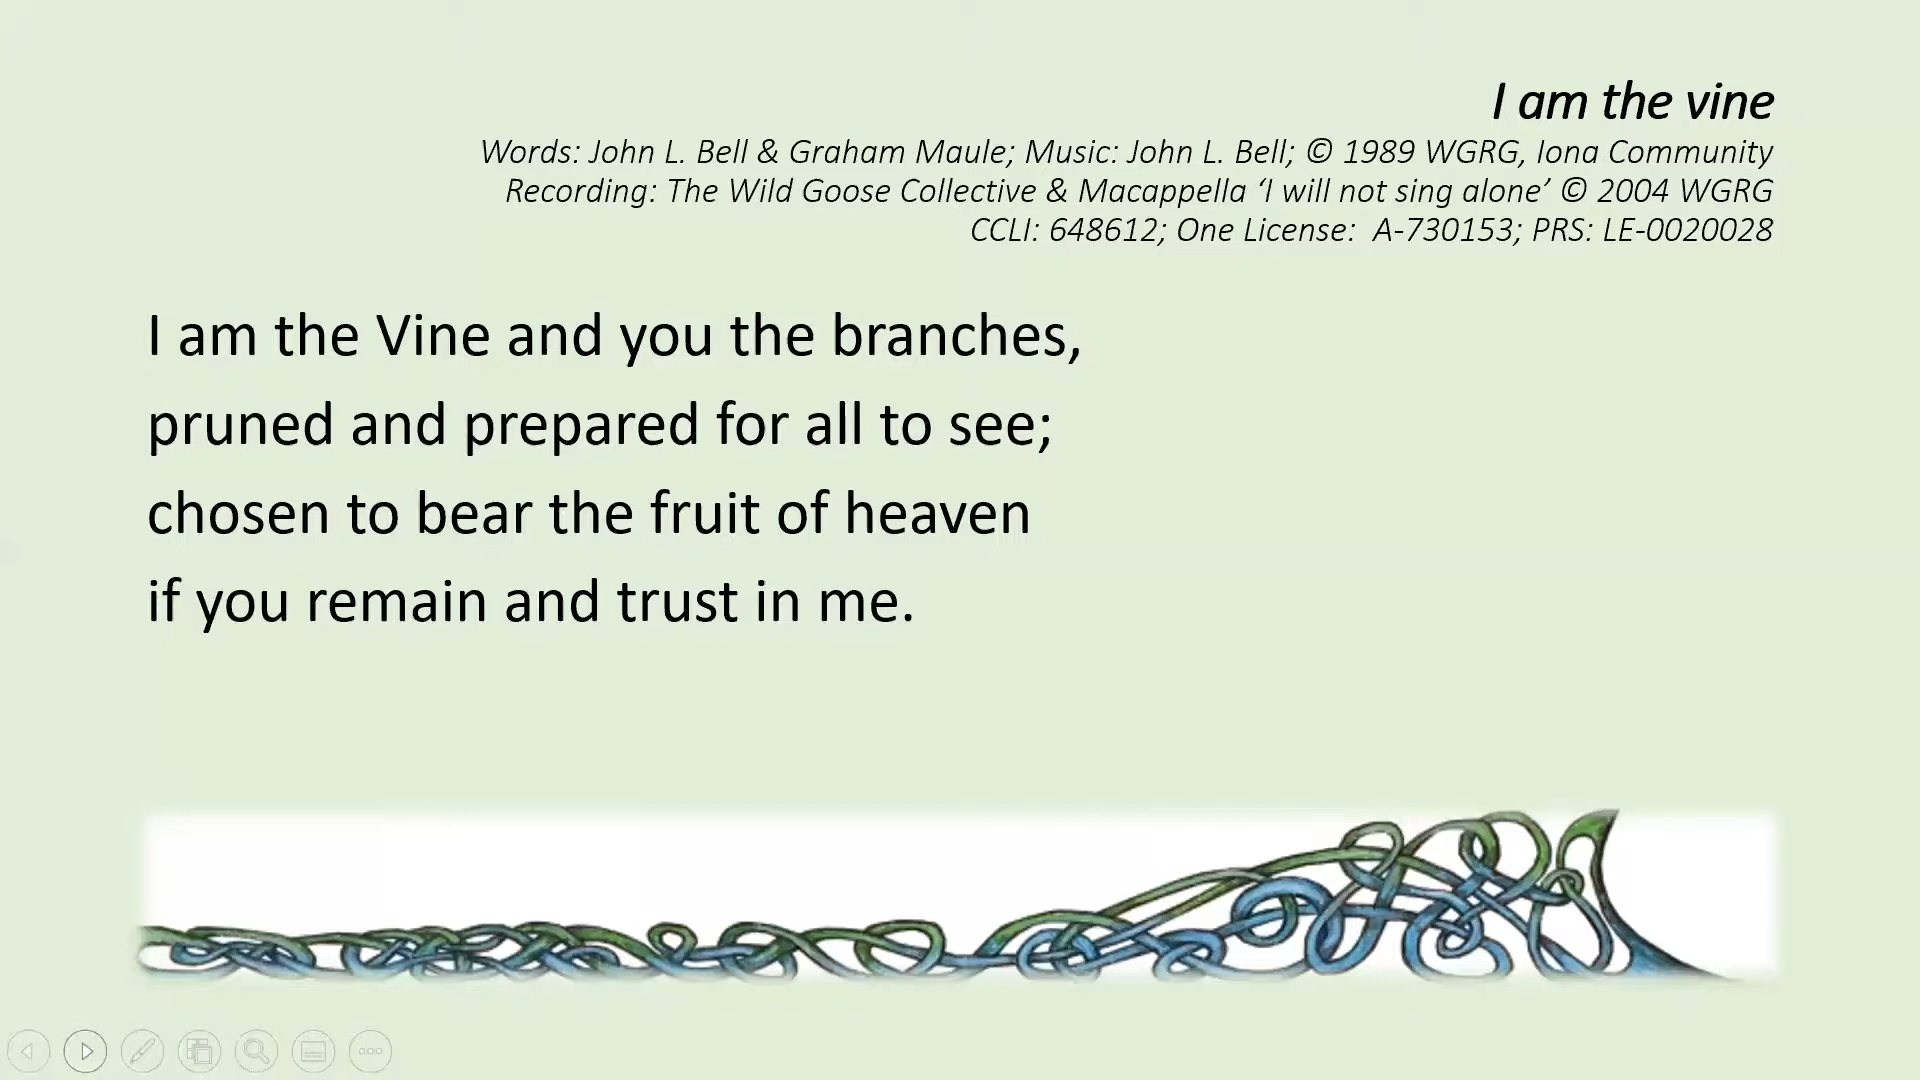 I am the vine
Words: John L. Bell & Graham Maule; Music: John L. Bell; © 1989 WGRG, Iona Community
Recording: The Wild Goose Collective & Macappella ‘I will not sing alone’ © 2004 WGRG
CCLI: 648612; One License:  A-730153; PRS: LE-0020028
I am the Vine and you the branches,
pruned and prepared for all to see;
chosen to bear the fruit of heaven
if you remain and trust in me.